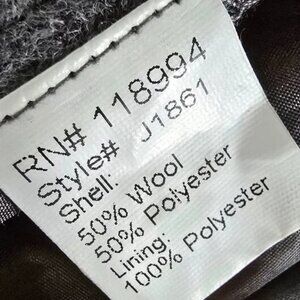 RN# 118994
Style# J1861
Shell:
50% Wool
50% Polyester
Lining:
100% Polyester